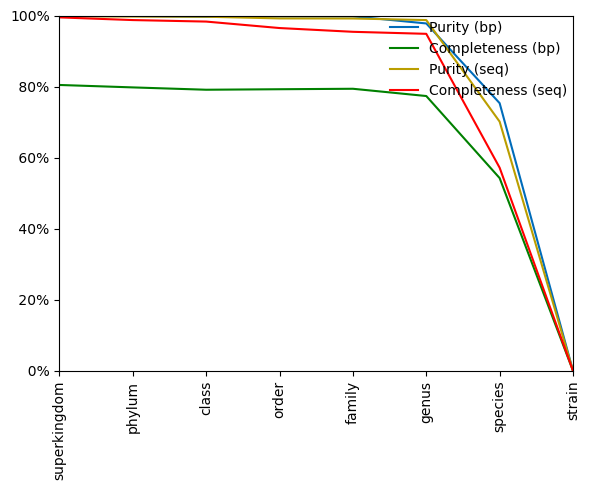 100%
80%
60%
40%
20%
0%
Purity (bp)
Completeness (bp)
Purity (seq)
Completeness (seq)
superkingdom
phylum
class
order
family
genus
species
strain